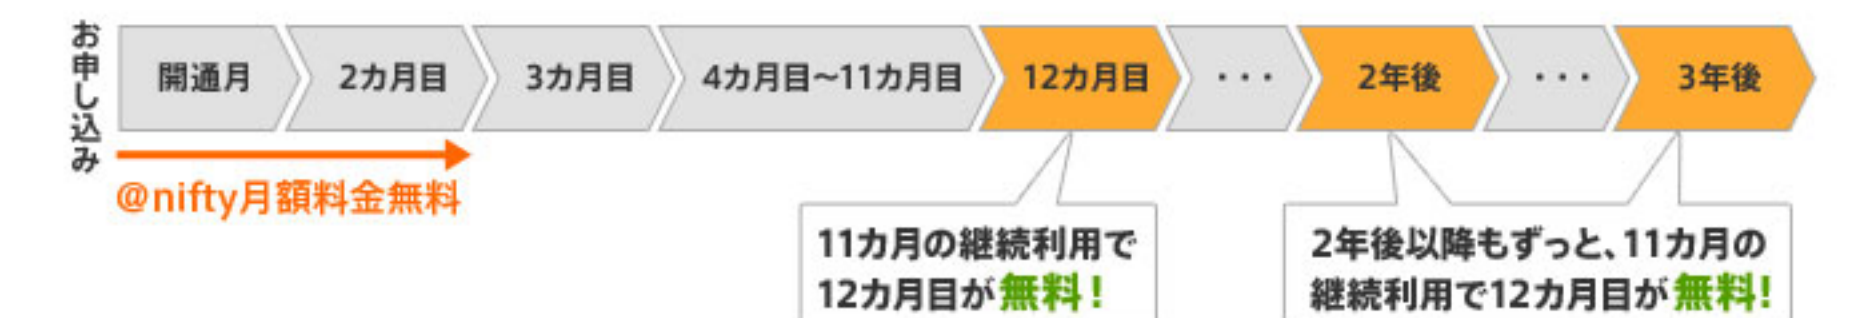 お申し込み
開通月
2カ月目
3カ月目
4カ月目～11カ月目
12カ月目
・・・
2年後
・・・
3年後
@nifty月額料金無料
11カ月の継続利用で
12カ月目が無料！
2年後以降もずっと、11カ月の
継続利用で12カ月目が無料!